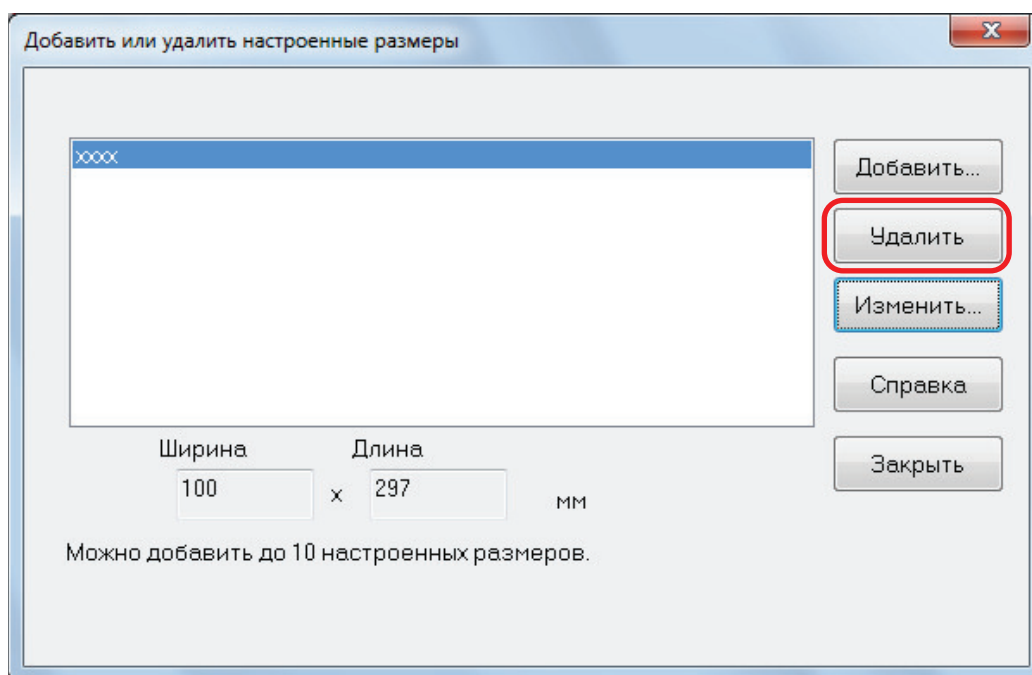 Добавить или удалить настроенные размеры
xxxx
Добавить...
Удалить
Изменить...
Справка
Закрыть
Ширина Длина
100 x 297 мм
Можно добавить до 10 настроенных размеров.